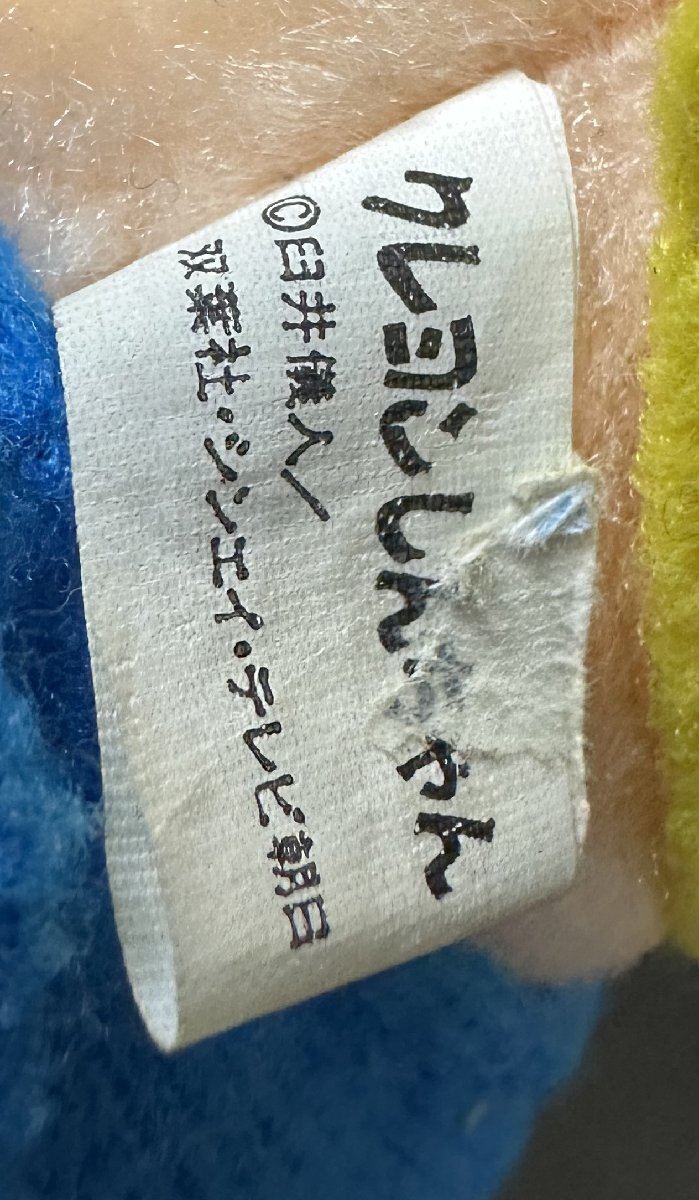 クレヨンしんちゃん
©臼井儀人／
双葉社・シンエイ・テレビ朝日